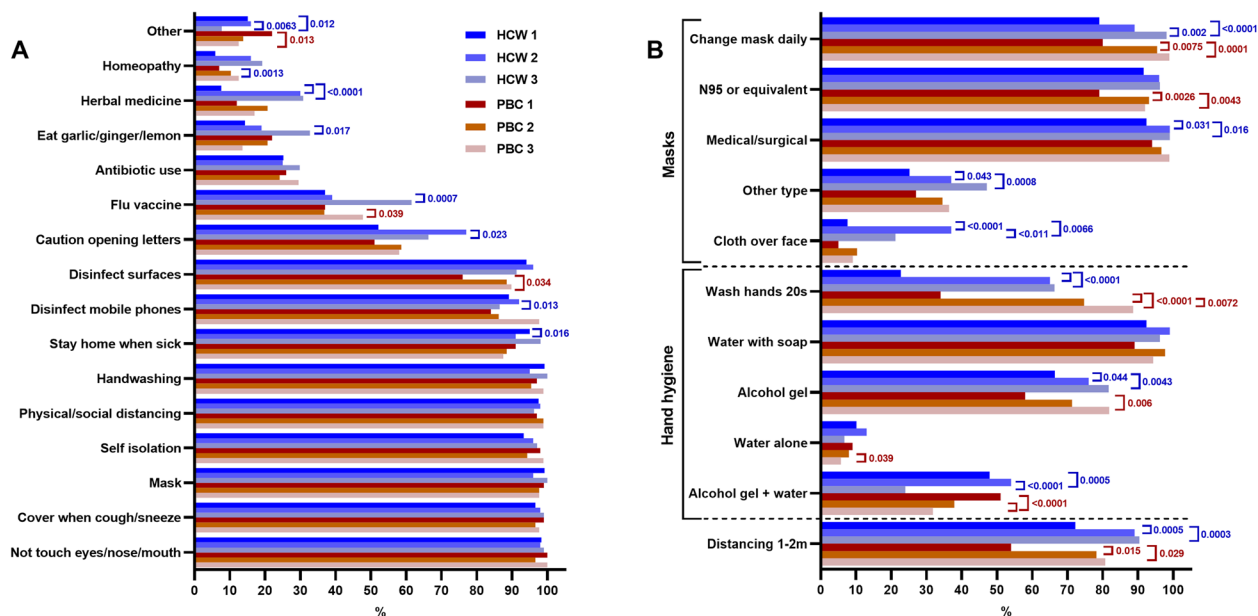 A
Other
Homeopathy
Herbal medicine
Eat garlic/ginger/lemon
Antibiotic use
Flu vaccine
Caution opening letters
Disinfect surfaces
Disinfect mobile phones
Stay home when sick
Handwashing
Physical/social distancing
Self isolation
Mask
Cover when cough/sneeze
Not touch eyes/nose/mouth
0.0063
0.012
0.013
0.0013
<0.0001
0.017
0.0007
0.039
0.023
0.034
0.013
0.016
HCW 1
HCW 2
HCW 3
PBC 1
PBC 2
PBC 3
0 10 20 30 40 50 60 70 80 90 100
%
B
Masks
Change mask daily
N95 or equivalent
Medical/surgical
Other type
Cloth over face
Hand hygiene
Wash hands 20s
Water with soap
Alcohol gel
Water alone
Alcohol gel + water
Distancing 1-2m
<0.0001
0.002
0.0075
0.0001
0.0026
0.0043
0.031
0.016
0.043
0.0008
<0.0001
<0.011
0.0066
<0.0001
<0.0001
0.0072
0.044
0.0043
0.006
0.039
0.0005
<0.0001
<0.0001
0.0005
0.0003
0.015
0.029
0 10 20 30 40 50 60 70 80 90 100
%